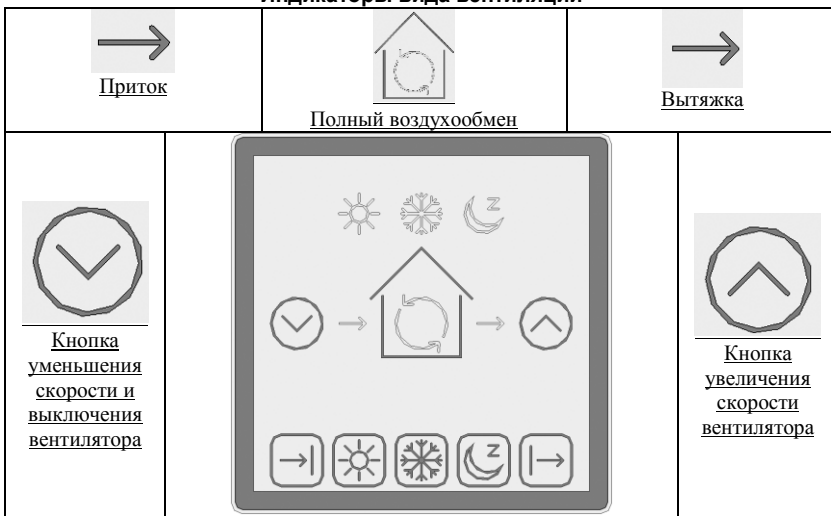 Индикаторы вида вентиляции
Приток
Полный воздухообмен
Вытяжка
Кнопка
уменьшения
скорости и
выключения
вентилятора
Z
Z
Кнопка
увеличения
скорости
вентилятора